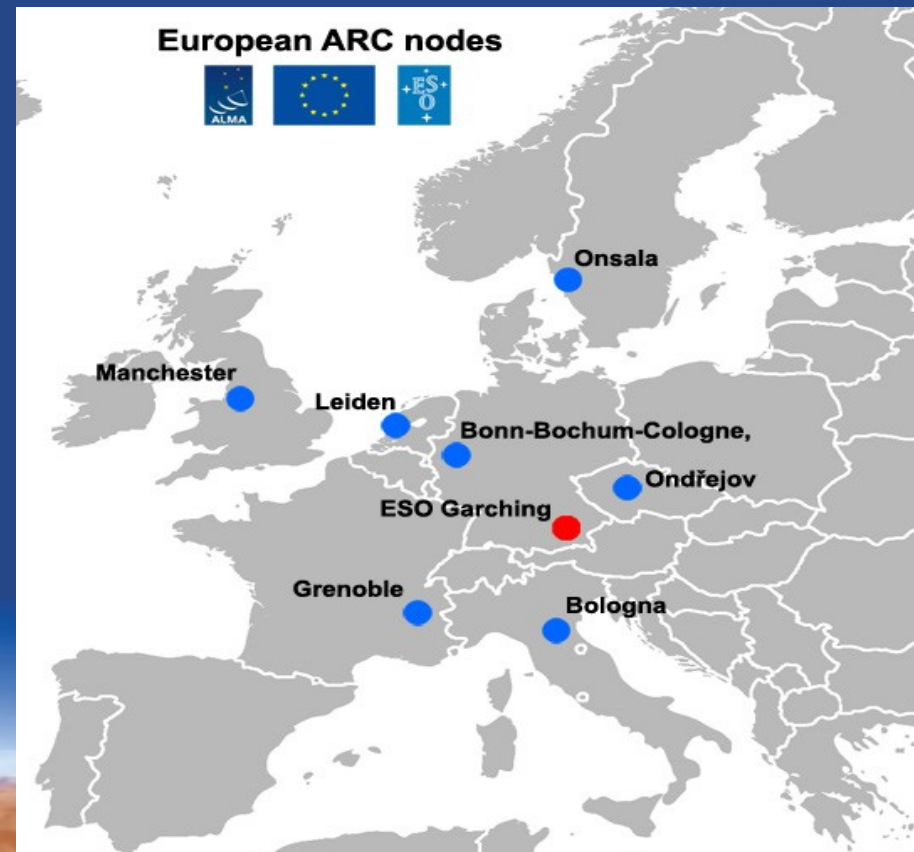 European ARC nodes
ALMA
ES
O
Onsala
Manchester
Leiden
Bonn-Bochum-Cologne,
Ondřejov
ESO Garching
Grenoble
Bologna